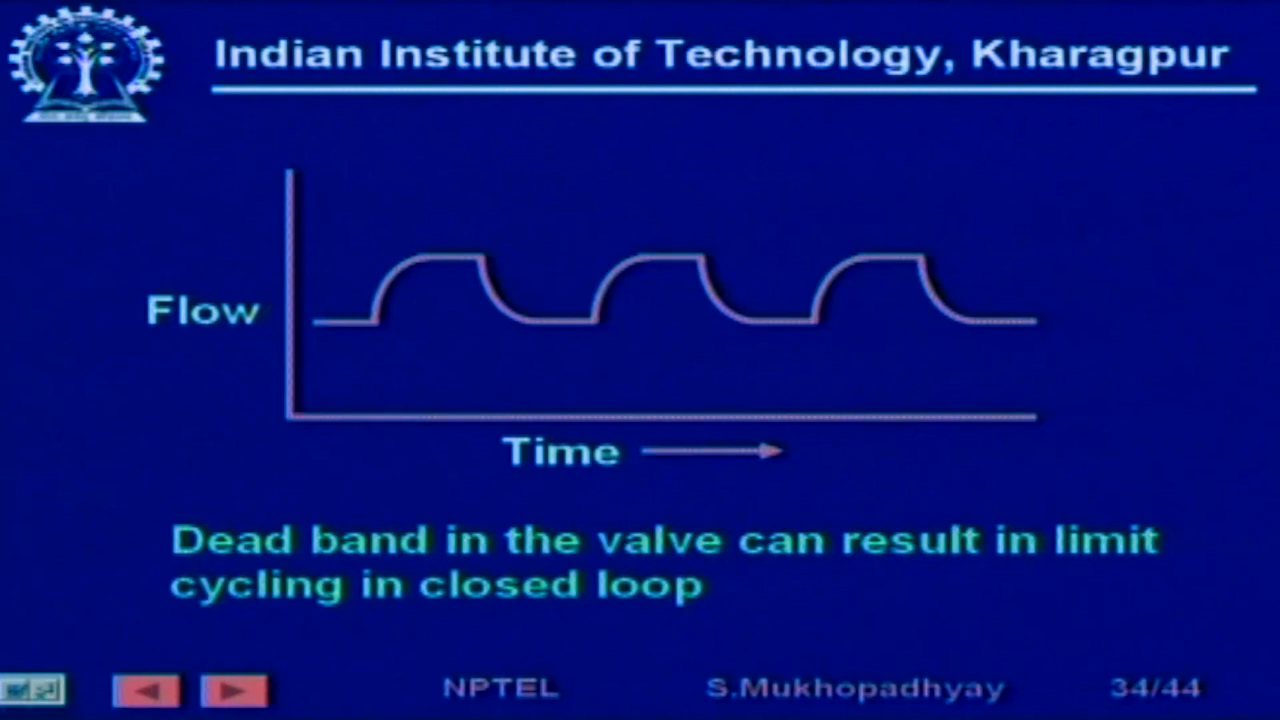 Indian Institute of Technology, Kharagpur
Flow
Time
Dead band in the valve can result in limit
cycling in closed loop
NPTEL S.Mukhopadhyay 34/44